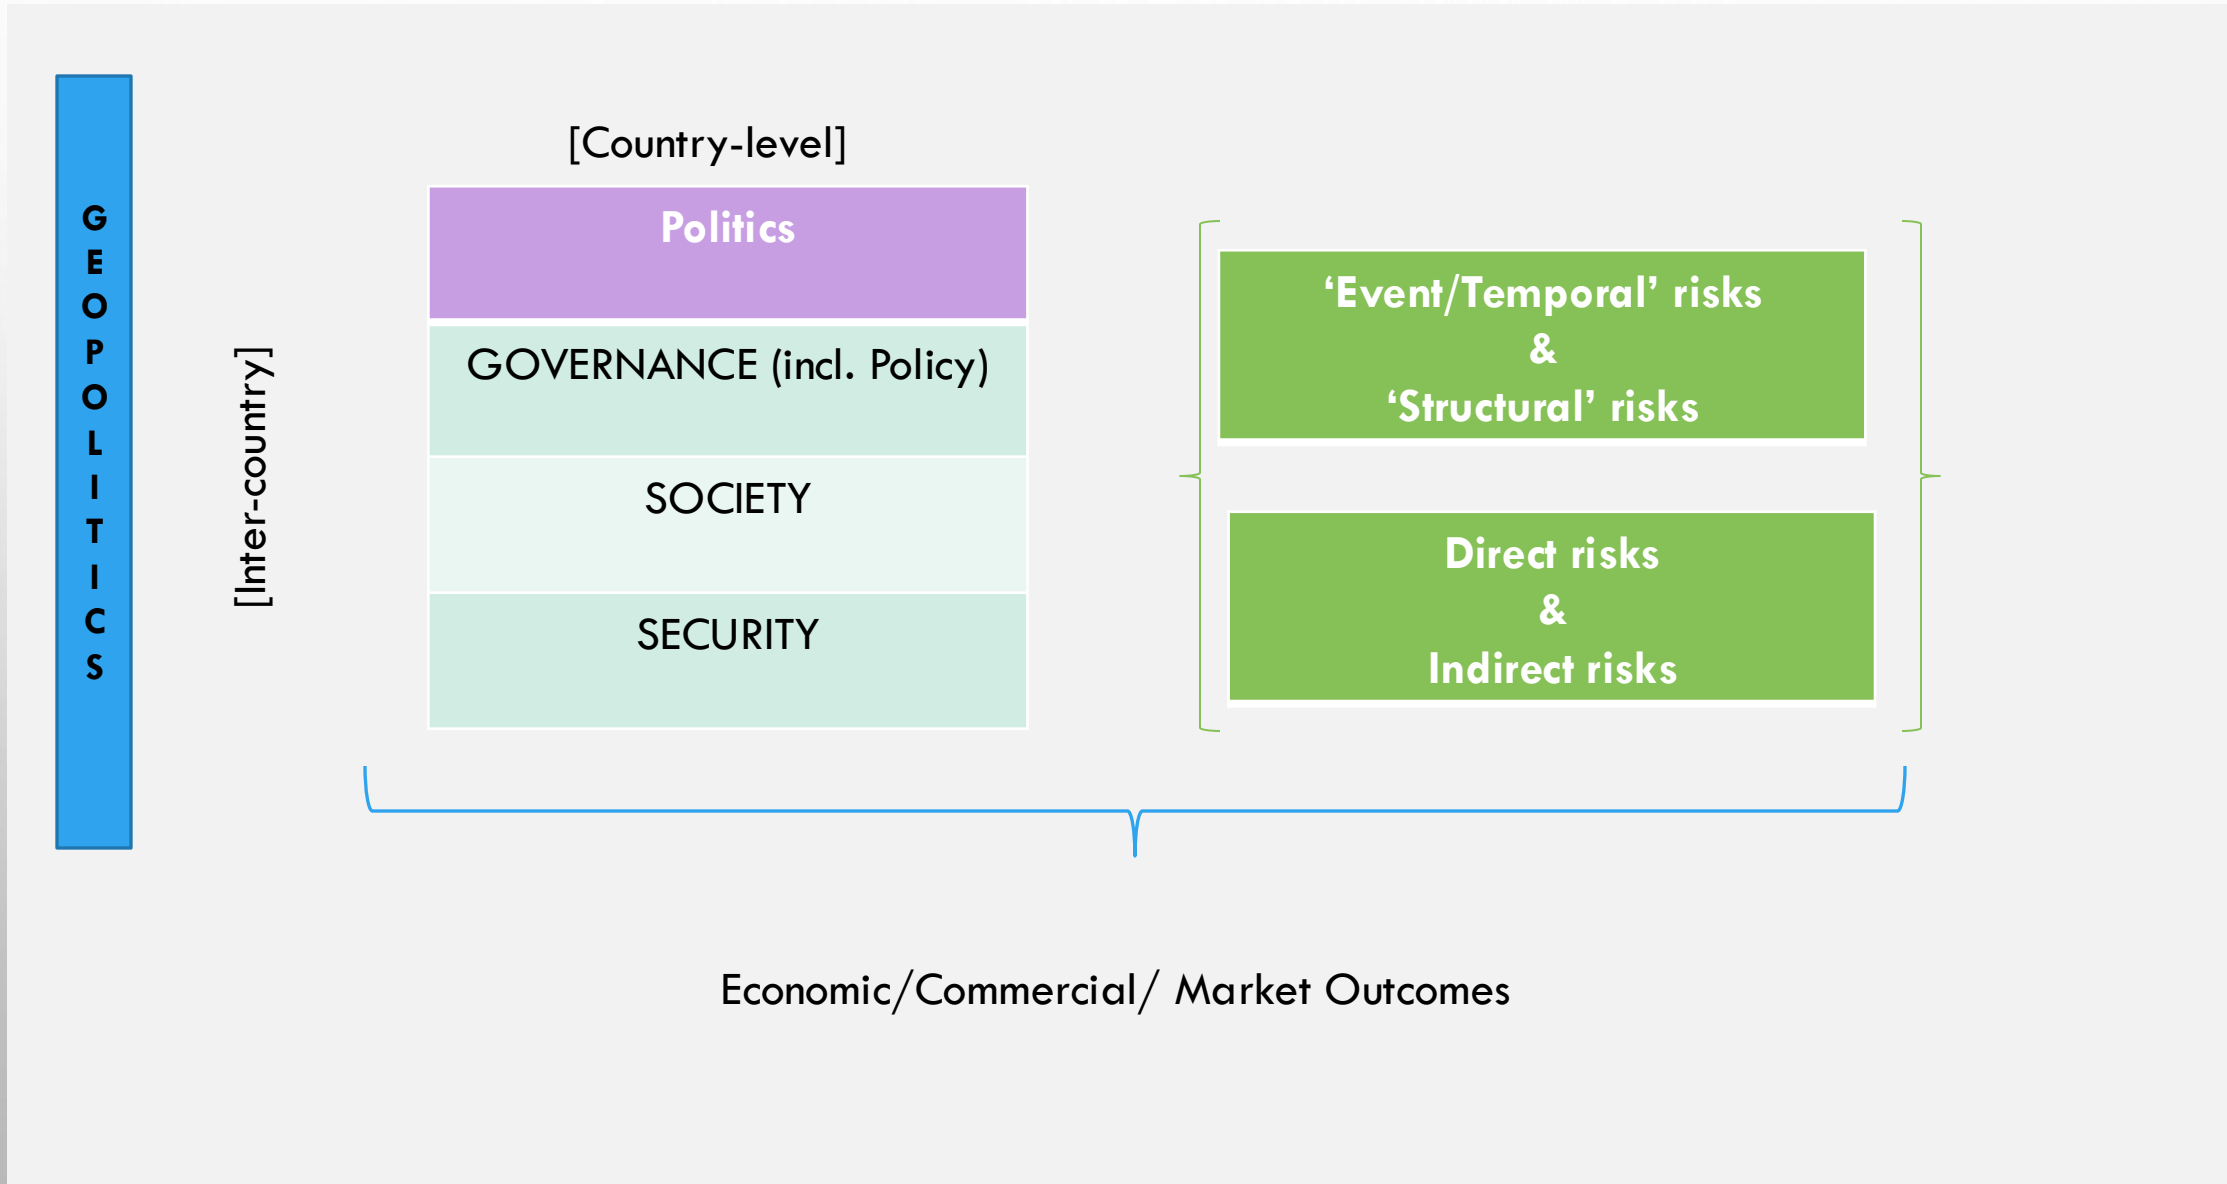 GEOPOLITICS
[Inter-country]
[Country-level]
Politics
GOVERNANCE (incl. Policy)
SOCIETY
SECURITY
‘Event/Temporal’ risks
&
‘Structural’ risks
Direct risks
&
Indirect risks
Economic/Commercial/ Market Outcomes